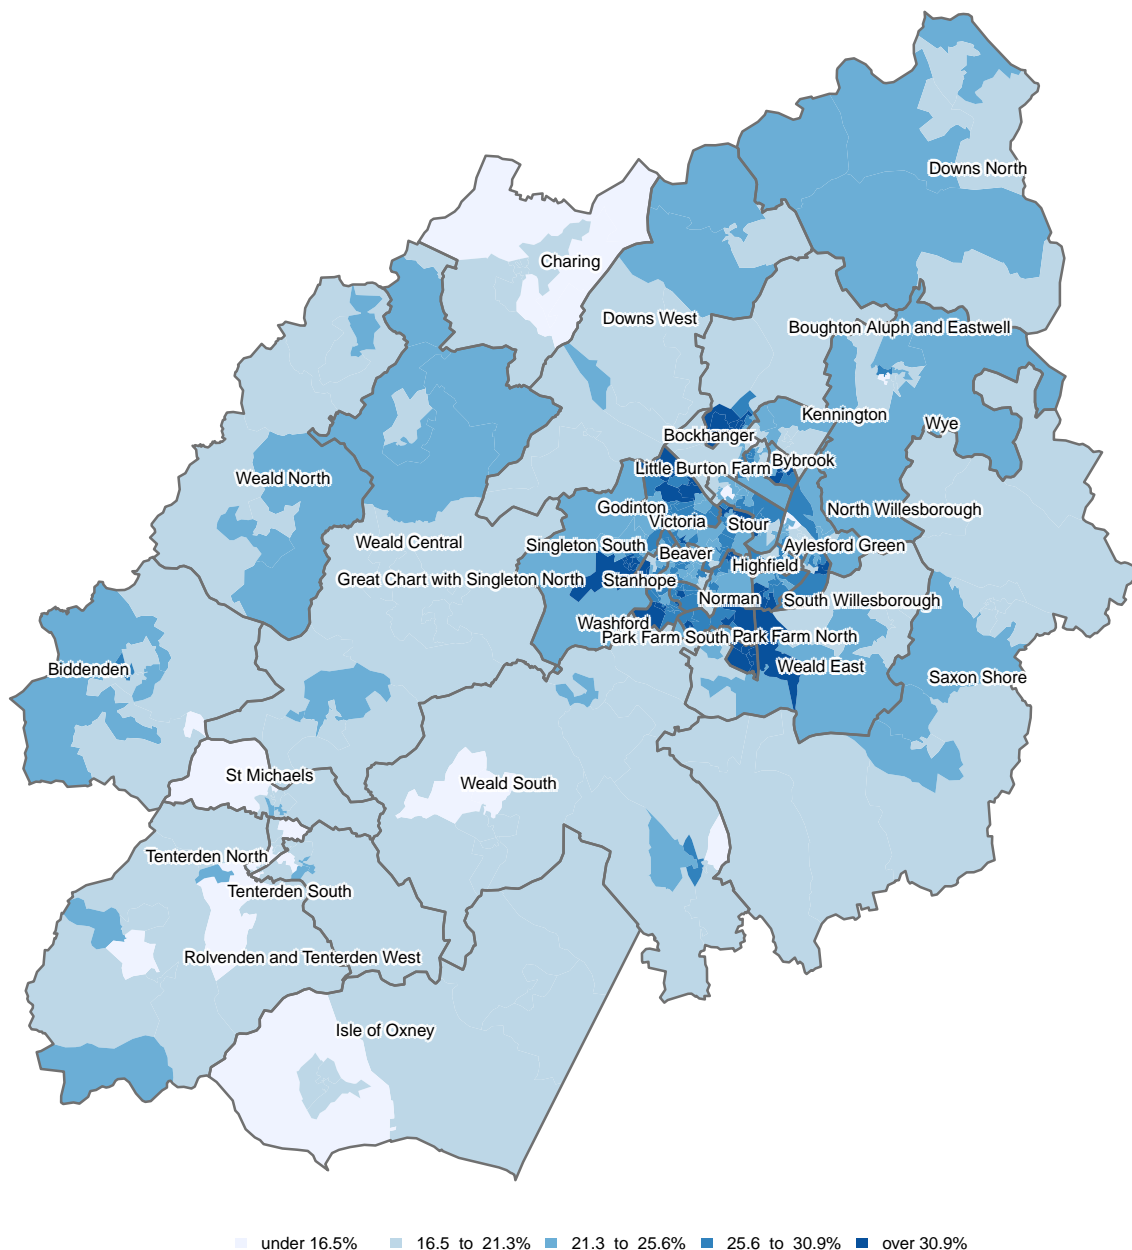 Downs North
Charing
Downs West
Boughton Aluph and Eastwell
Kennington
Wye
Bockhanger
Bybrook
Little Burton Farm
Weald North
Godinton
North Willesborough
Victoria
Stour
Weald Central
Singleton South
Aylesford Green
Beaver
Highfield
Great Chart with Singleton North
Stanhope
Norman
South Willesborough
Washford
Park Farm South
Park Farm North
Biddenden
Weald East
Saxon Shore
St Michaels
Weald South
Tenterden North
Tenterden South
Rolvenden and Tenterden West
Isle of Oxney
under 16.5%
16.5 to 21.3%
21.3 to 25.6%
25.6 to 30.9%
over 30.9%